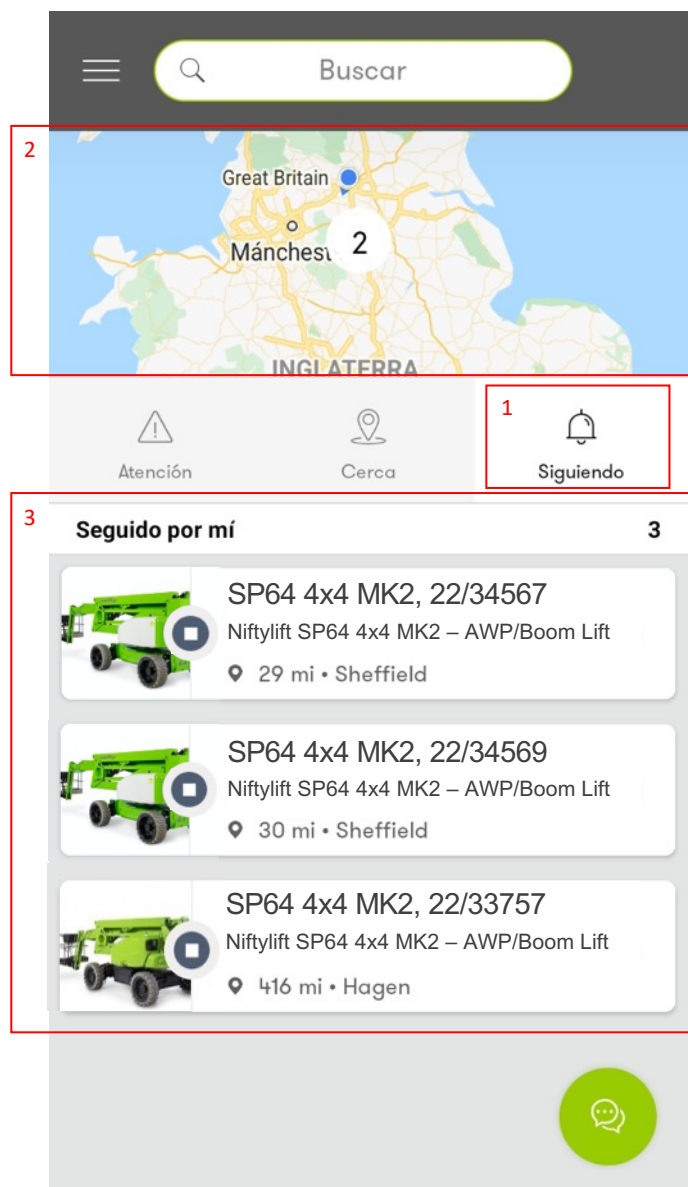 Buscar
2
Great Britain
Mánchest
2
INGLATERRA
1
Atención
Cerca
Siguiendo
3
Seguido por mí 3
SP64 4x4 MK2, 22/34567
Niftylift SP64 4x4 MK2 – AWP/Boom Lift
29 mi • Sheffield
SP64 4x4 MK2, 22/34569
Niftylift SP64 4x4 MK2 – AWP/Boom Lift
30 mi • Sheffield
SP64 4x4 MK2, 22/33757
Niftylift SP64 4x4 MK2 – AWP/Boom Lift
416 mi • Hagen